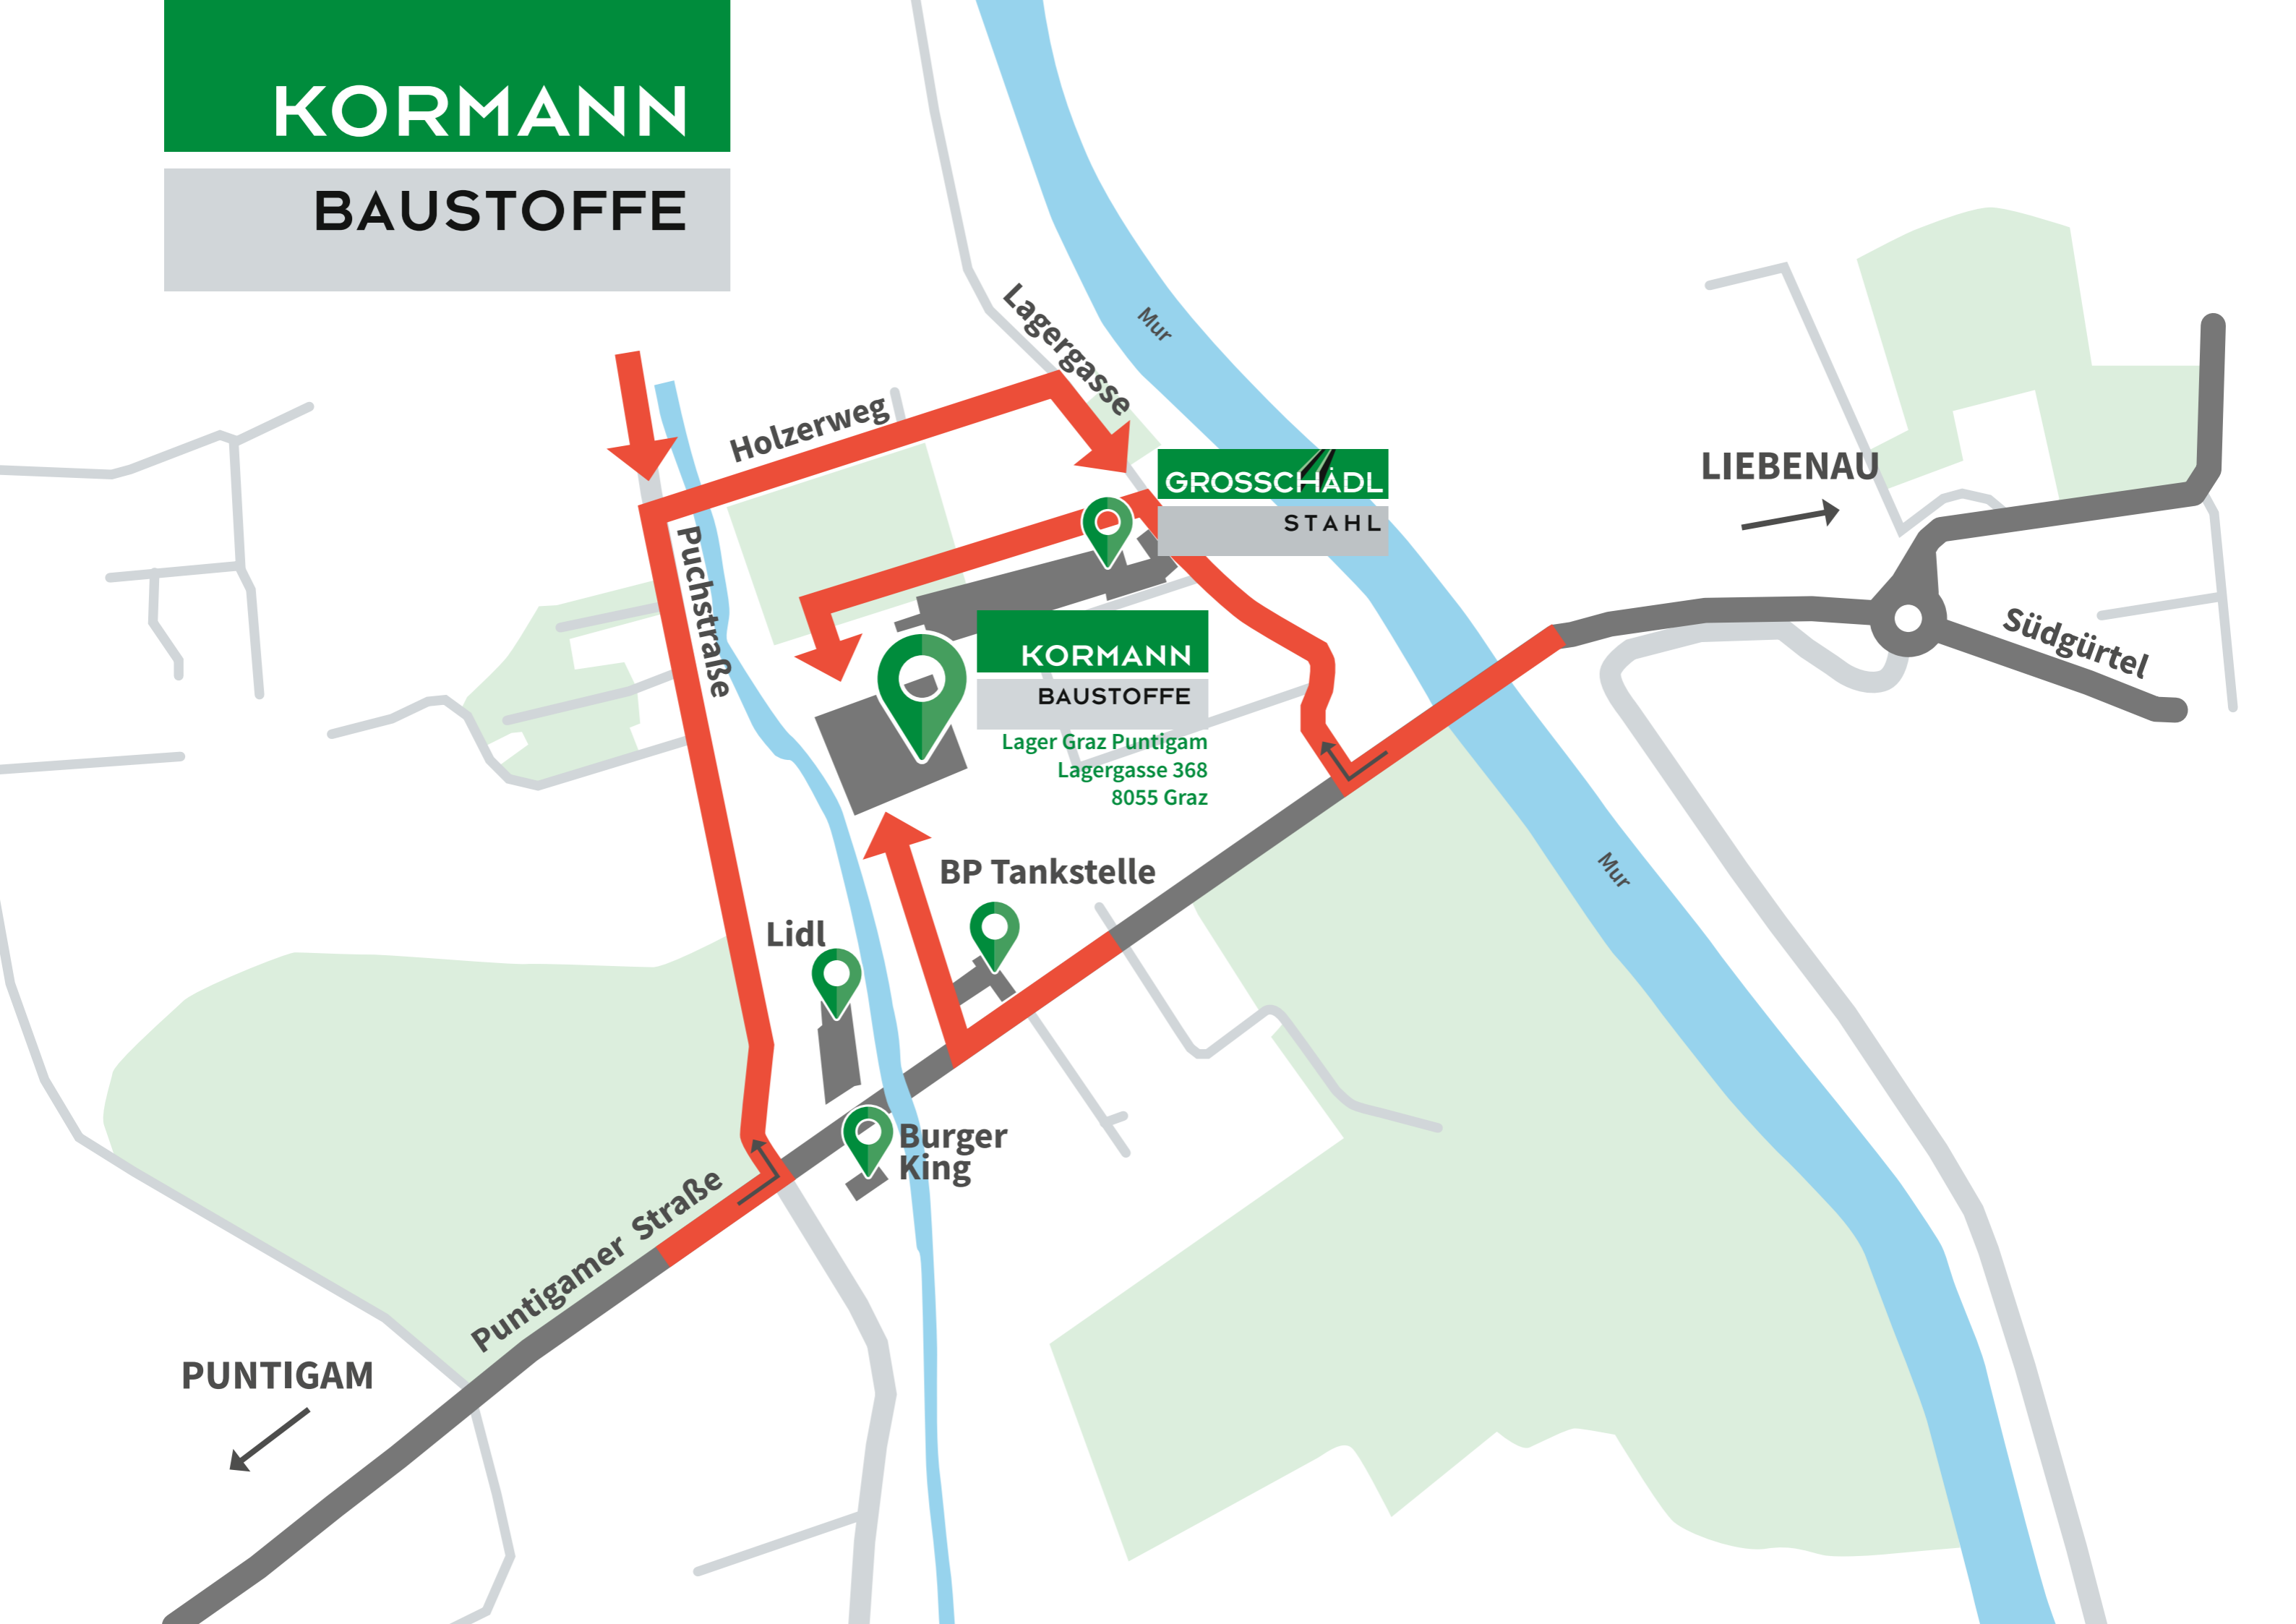 KORMANN
BAUSTOFFE
Lagergasse
Mur
Holzerweg
LIEBENAU
GROSSCHÄDL
STAHL
Puchstraße
Südgürtel
KORMANN
BAUSTOFFE
Lager Graz Puntigam
Lagergasse 368
8055 Graz
BP Tankstelle
Mur
Lidl
Burger
King
Puntigamer Straße
PUNTIGAM